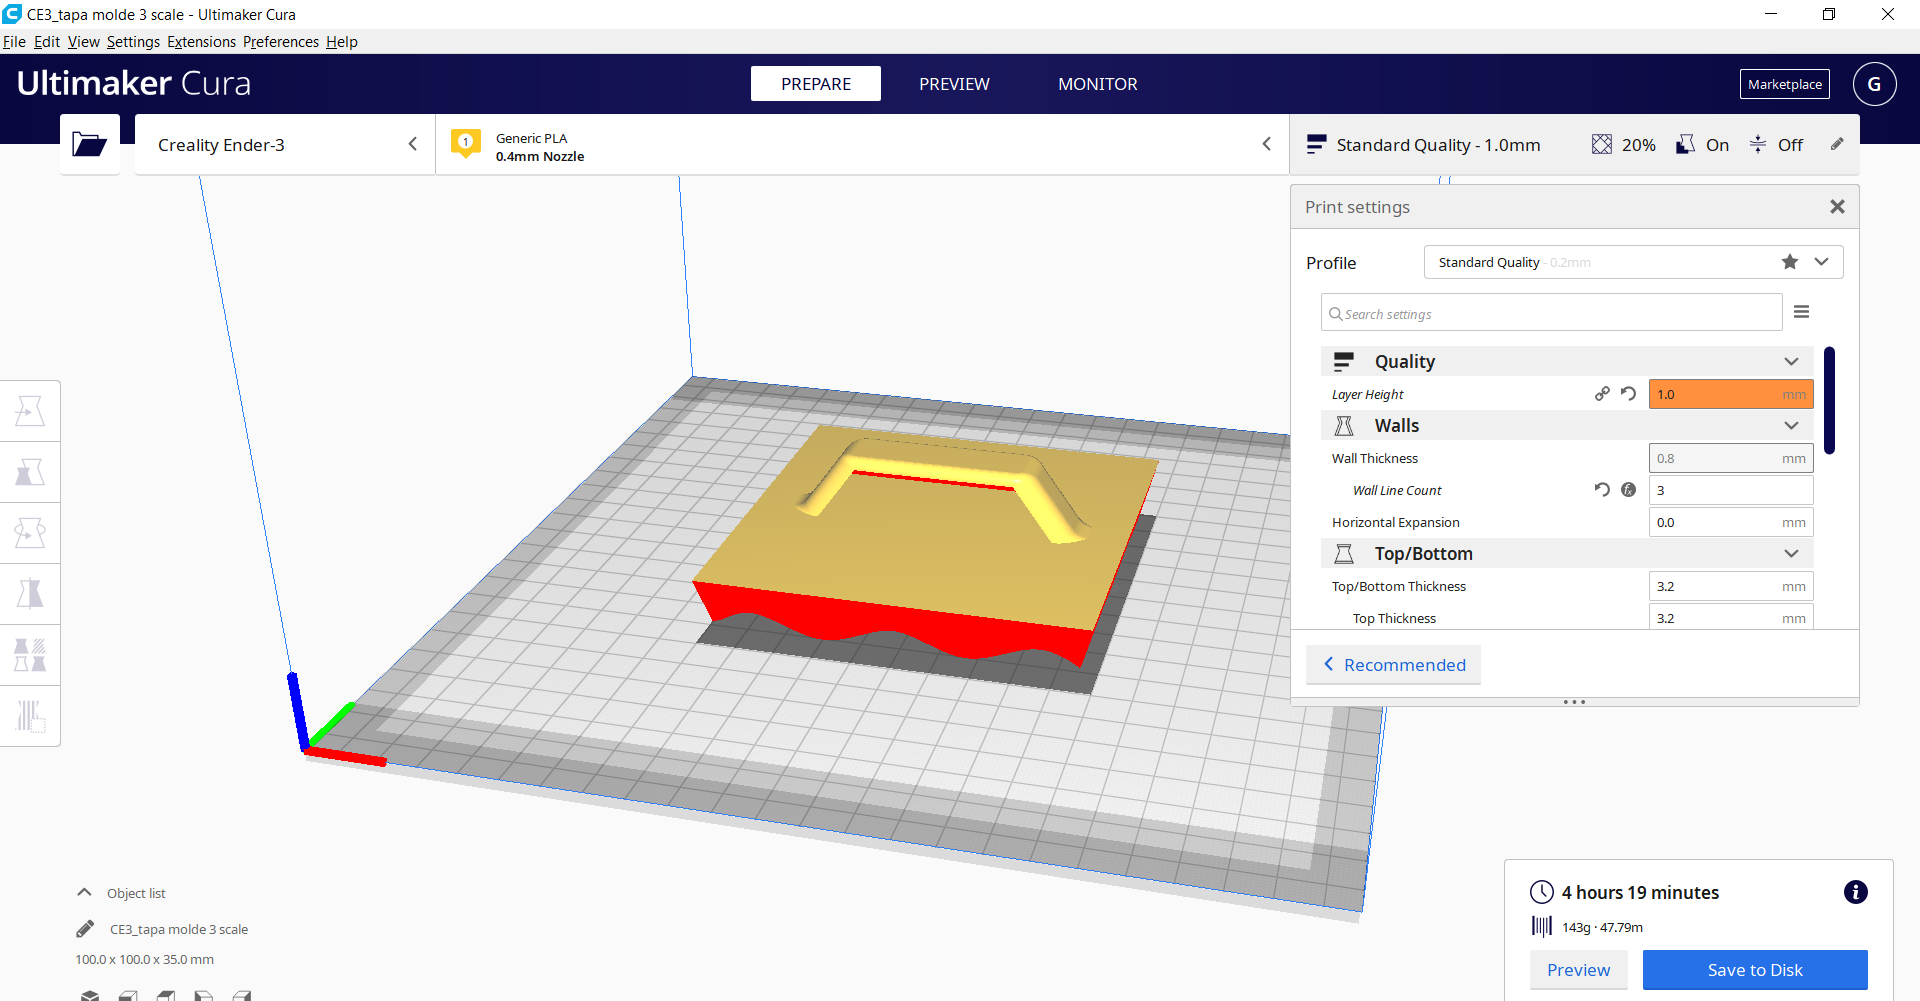 CE3_tapa molde 3 scale - Ultimaker Cura
File Edit View Settings Extensions Preferences Help
Ultimaker Cura
PREPARE PREVIEW MONITOR
Marketplace G
Creality Ender-3
1
Generic PLA
0.4mm Nozzle
Standard Quality - 1.0mm 20% On Off
Print settings
Profile Standard Quality - 0.2mm
Search settings
Quality
Layer Height 1.0 mm
Walls
Wall Thickness 0.8 mm
Wall Line Count 3
Horizontal Expansion 0.0 mm
Top/Bottom
Top/Bottom Thickness 3.2 mm
Top Thickness 3.2 mm
Recommended
Object list
CE3_tapa molde 3 scale
100.0 x 100.0 x 35.0 mm
4 hours 19 minutes
143g · 47.79m
Preview Save to Disk